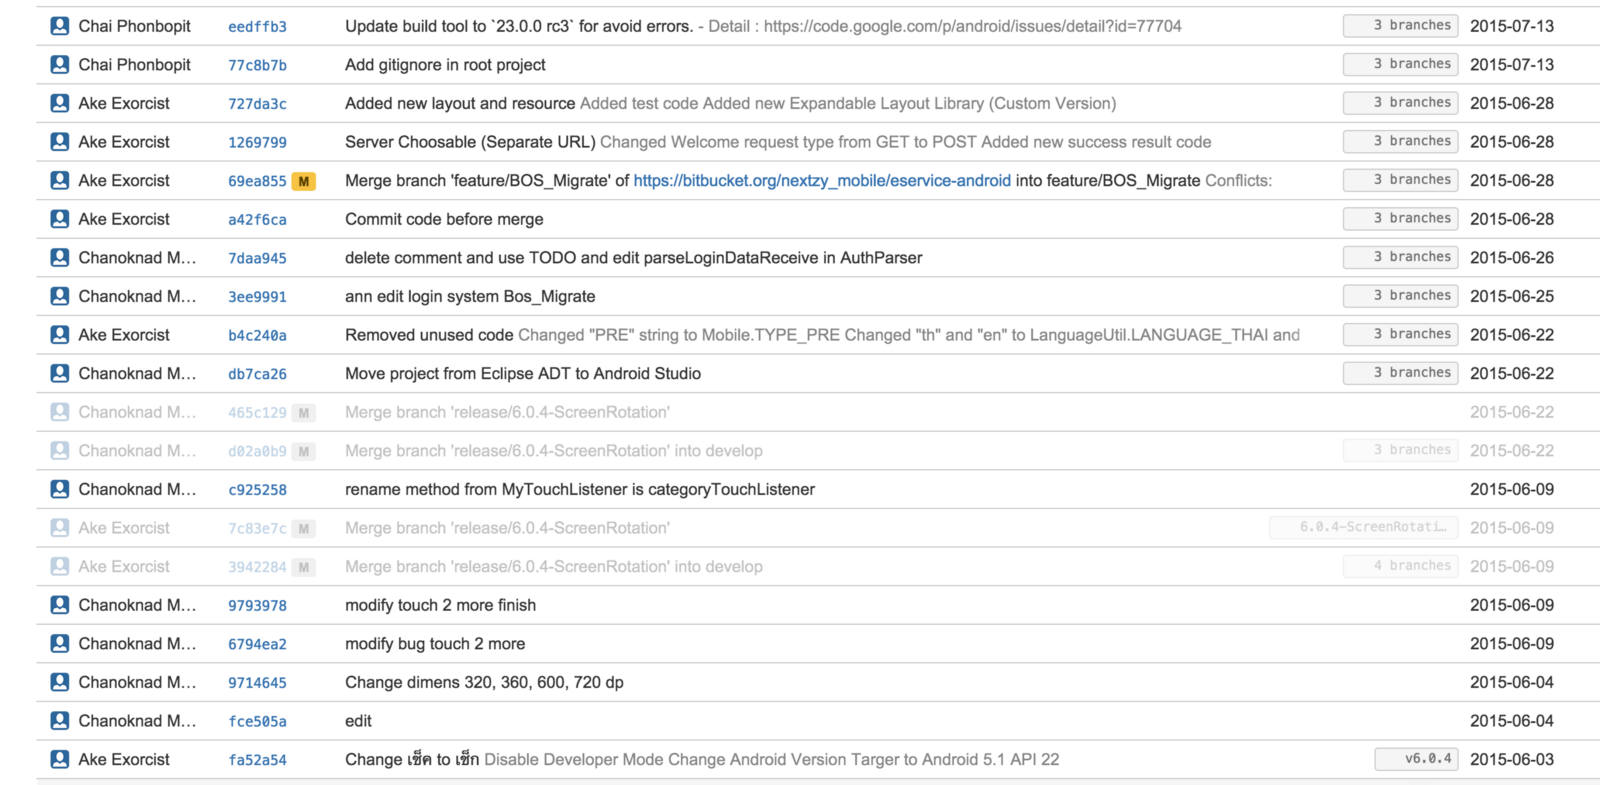 Chai Phonbopit eedffb3 Update build tool to `23.0.0 rc3` for avoid errors. - Detail : https://code.google.com/p/android/issues/detail?id=77704 3 branches 2015-07-13
Chai Phonbopit 77c8b7b Add gitignore in root project 3 branches 2015-07-13
Ake Exorcist 727da3c Added new layout and resource Added test code Added new Expandable Layout Library (Custom Version) 3 branches 2015-06-28
Ake Exorcist 1269799 Server Choosable (Separate URL) Changed Welcome request type from GET to POST Added new success result code 3 branches 2015-06-28
Ake Exorcist 69ea855 M Merge branch 'feature/BOS_Migrate' of https://bitbucket.org/nextzy_mobile/eservice-android into feature/BOS_Migrate Conflicts: 3 branches 2015-06-28
Ake Exorcist a42f6ca Commit code before merge 3 branches 2015-06-28
Chanoknad M... 7daa945 delete comment and use TODO and edit parseLoginDataReceive in AuthParser 3 branches 2015-06-26
Chanoknad M... 3ee9991 ann edit login system Bos_Migrate 3 branches 2015-06-25
Ake Exorcist b4c240a Removed unused code Changed "PRE" string to Mobile.TYPE_PRE Changed "th" and "en" to LanguageUtil.LANGUAGE_THAI and 3 branches 2015-06-22
Chanoknad M... db7ca26 Move project from Eclipse ADT to Android Studio 3 branches 2015-06-22
Chanoknad M... 465c129 M Merge branch 'release/6.0.4-ScreenRotation' 2015-06-22
Chanoknad M... d02a0b9 M Merge branch 'release/6.0.4-ScreenRotation' into develop 3 branches 2015-06-22
Chanoknad M... c925258 rename method from MyTouchListener is categoryTouchListener 2015-06-09
Ake Exorcist 7c83e7c M Merge branch 'release/6.0.4-ScreenRotation' 6.0.4-ScreenRotati... 2015-06-09
Ake Exorcist 3942284 M Merge branch 'release/6.0.4-ScreenRotation' into develop 4 branches 2015-06-09
Chanoknad M... 9793978 modify touch 2 more finish 2015-06-09
Chanoknad M... 6794ea2 modify bug touch 2 more 2015-06-09
Chanoknad M... 9714645 Change dimens 320, 360, 600, 720 dp 2015-06-04
Chanoknad M... fce505a edit 2015-06-04
Ake Exorcist fa52a54 Change เช็ค to เช็ก Disable Developer Mode Change Android Version Targer to Android 5.1 API 22 v6.0.4 2015-06-03